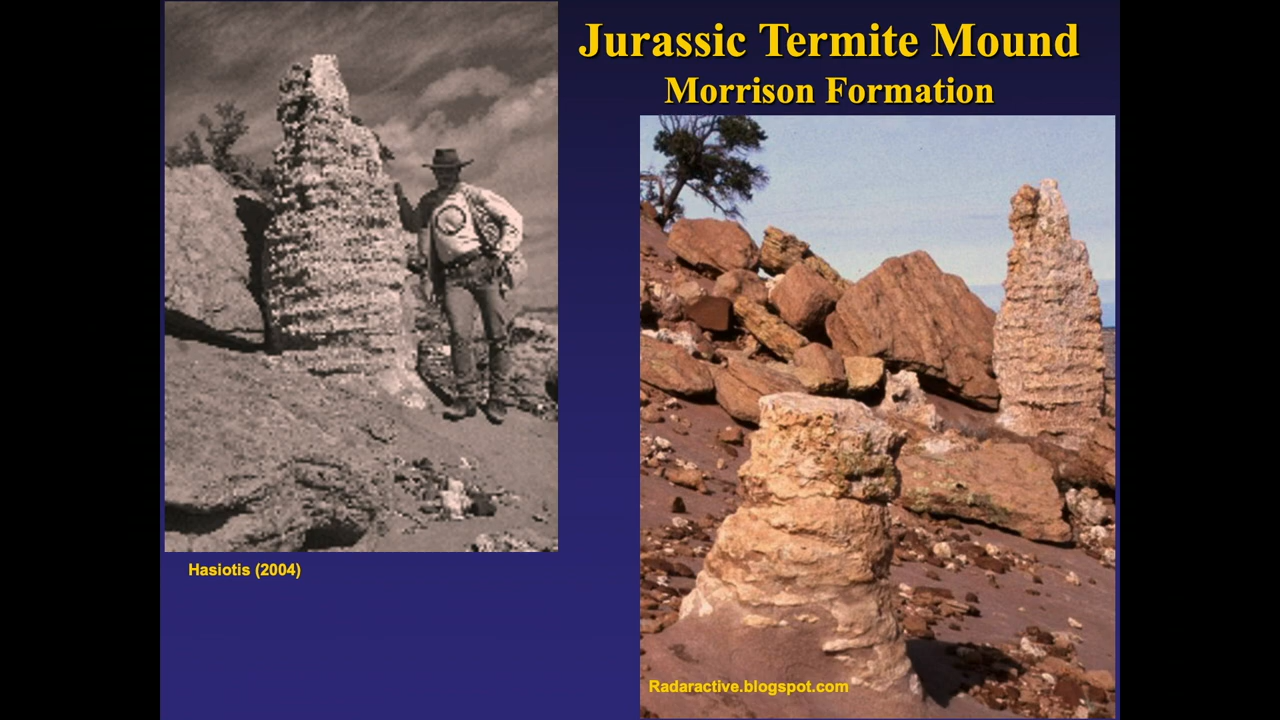 Jurassic Termite Mound
Morrison Formation
Hasiotis (2004)
Radaractive.blogspot.com